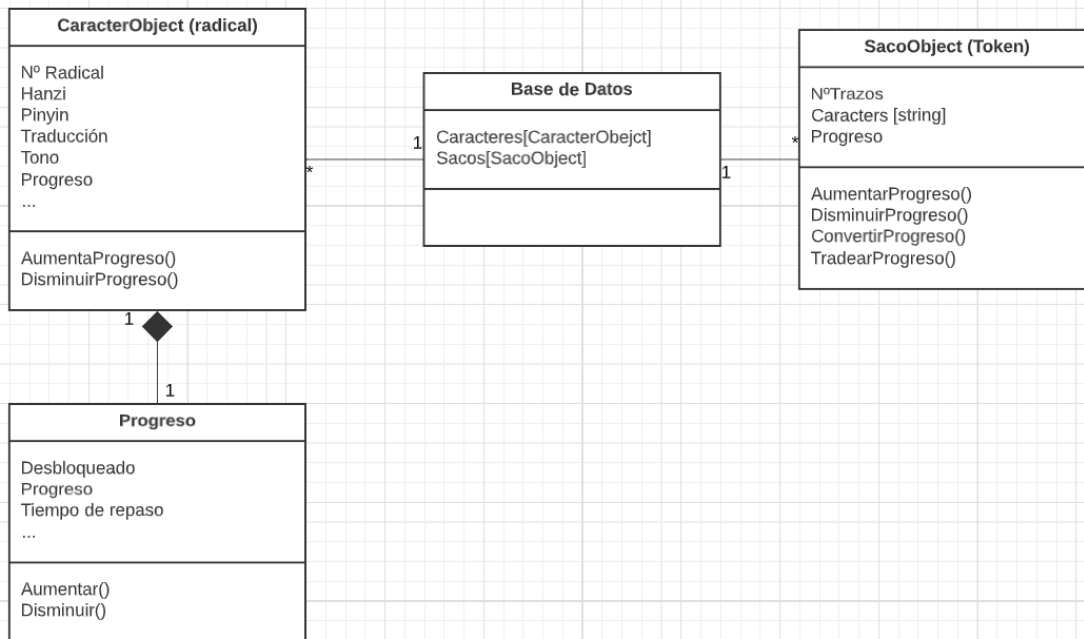 CaracterObject (radical)
Nº Radical
Hanzi
Pinyin
Traducción
Tono
Progreso
...
AumentaProgreso()
DisminuirProgreso()
1
1
*
1
Base de Datos
Caracteres[CaracterObejct]
Sacos[SacoObject]
1
*
SacoObject (Token)
NºTrazos
Caracters [string]
Progreso
AumentarProgreso()
DisminuirProgreso()
ConvertirProgreso()
TradearProgreso()
Progreso
Desbloqueado
Progreso
Tiempo de repaso
...
Aumentar()
Disminuir()